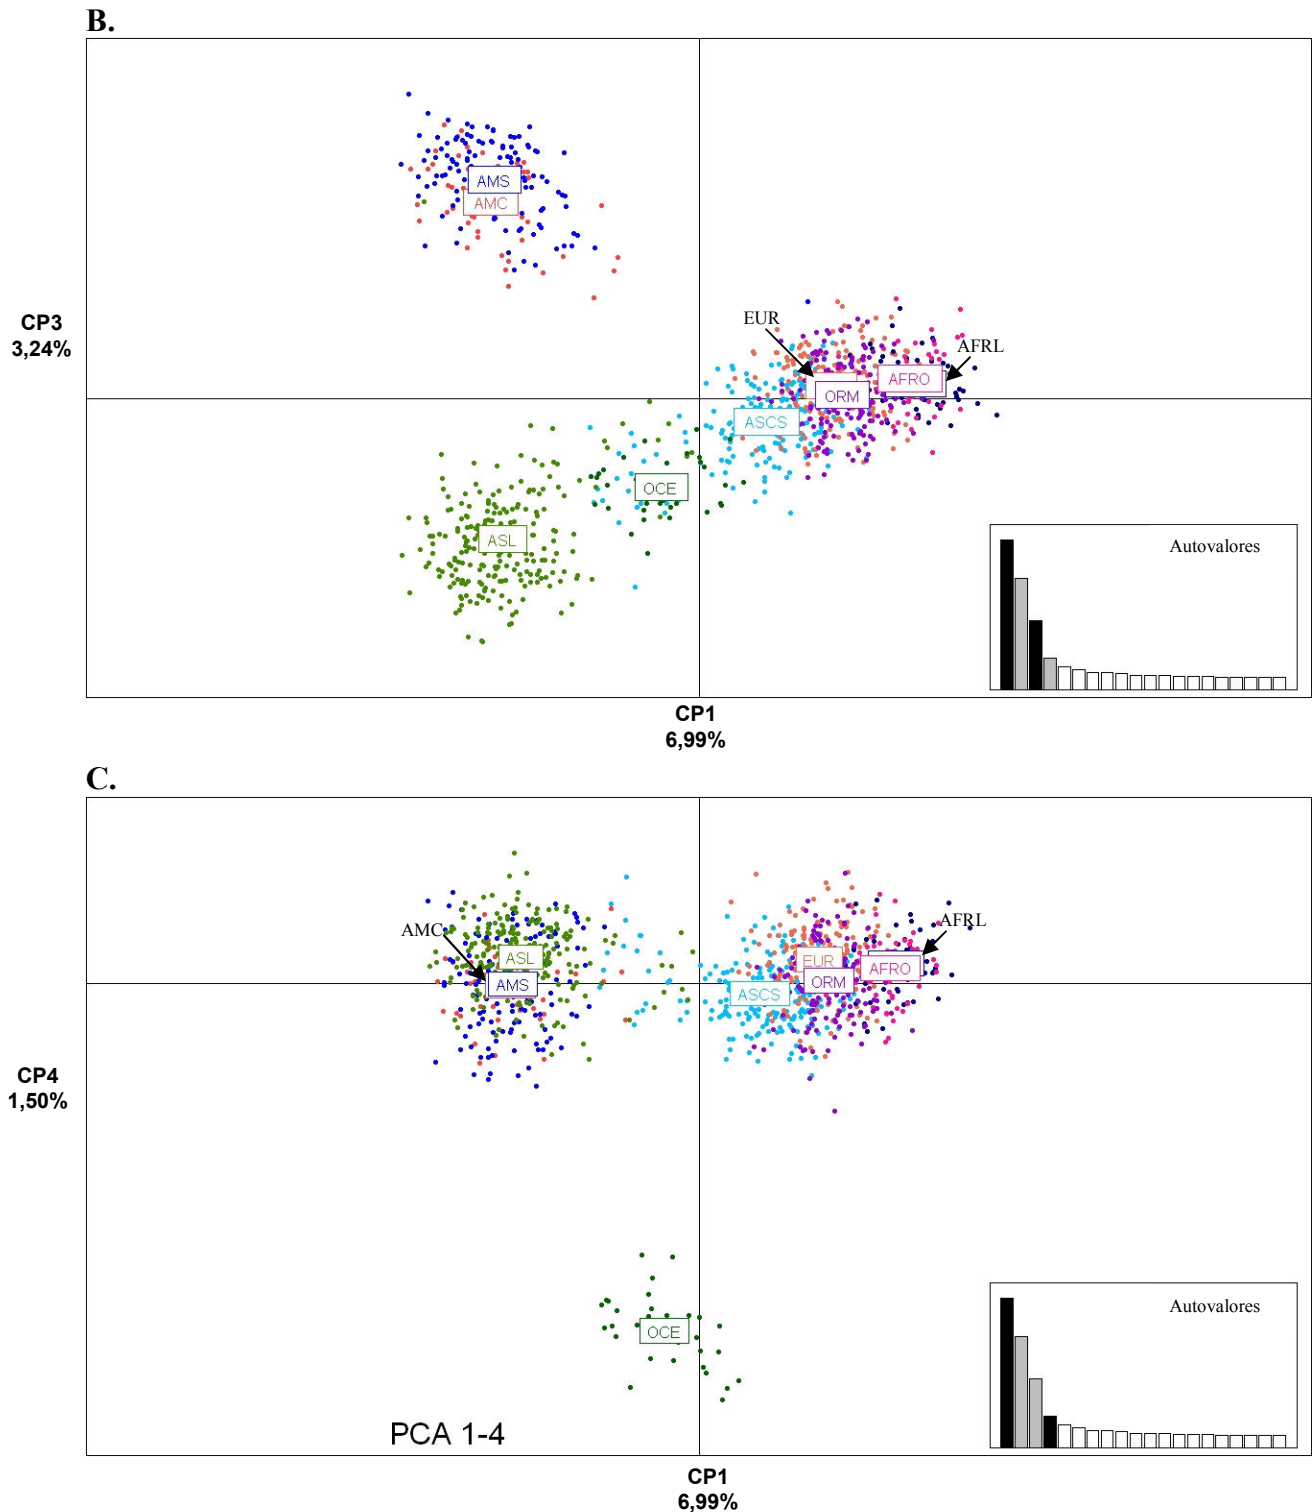 B.
AMS
AMC
CP3
3,24%
EUR
AFRL
AFRO
ORM
ASCS
OCE
ASL
Autovalores
CP1
6,99%
C.
AMC
AFRL
ASL
EUR
AFRO
AMS
ORM
ASCS
CP4
1,50%
OCE
Autovalores
PCA 1-4
CP1
6,99%